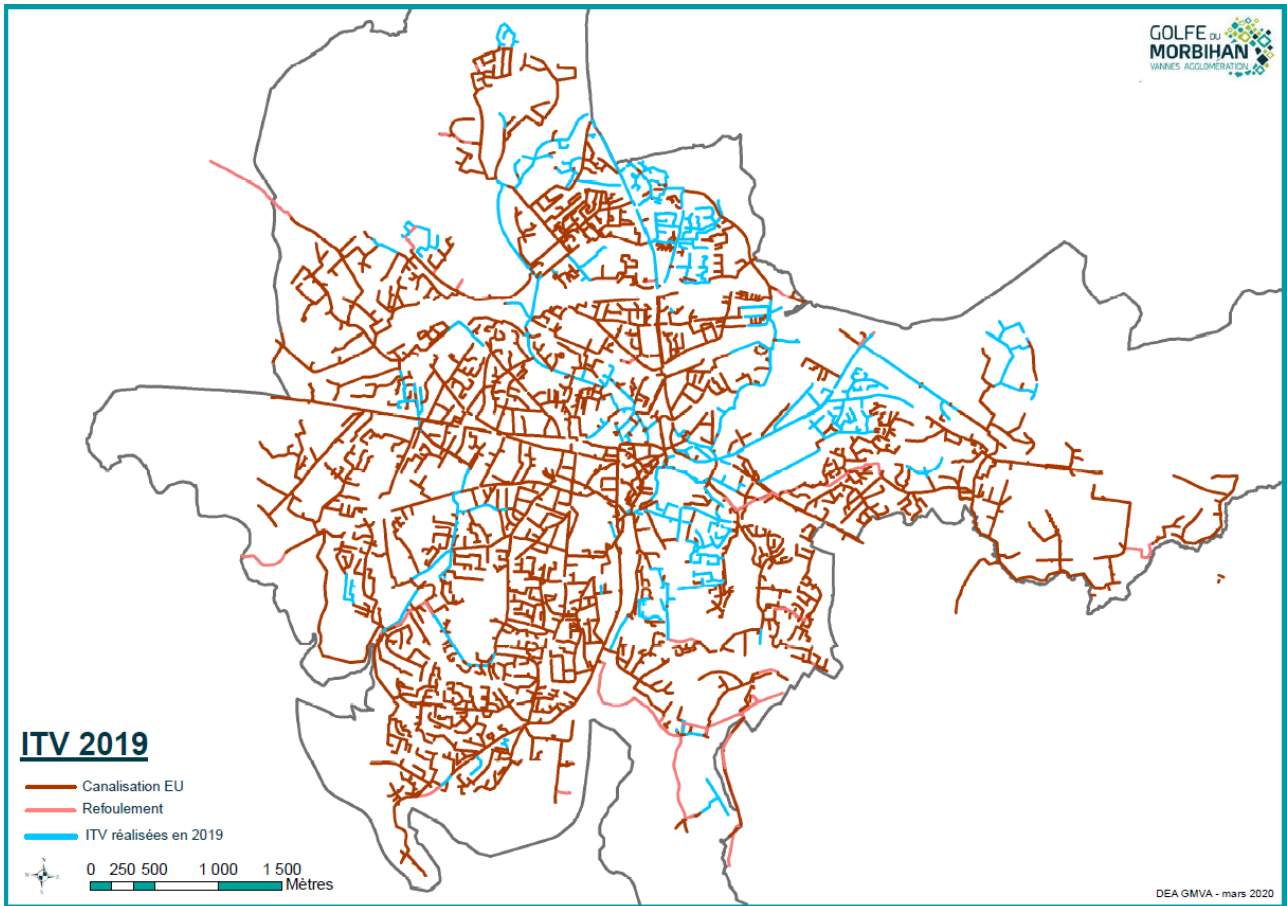 GOLFE DU
MORBIHAN
VANNES AGGLOMÉRATION
ITV 2019
Canalisation EU
Refoulement
ITV réalisées en 2019
N
W E
S
0 250 500 1 000 1 500
Mètres
DEA GMVA - mars 2020